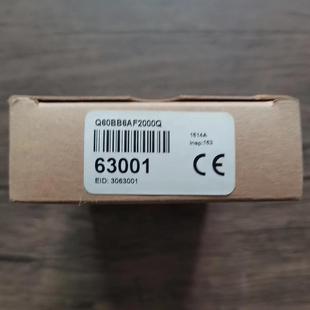 Q60BB6AF2000Q
1514A
Insp:153
63001
CE
EID: 3063001